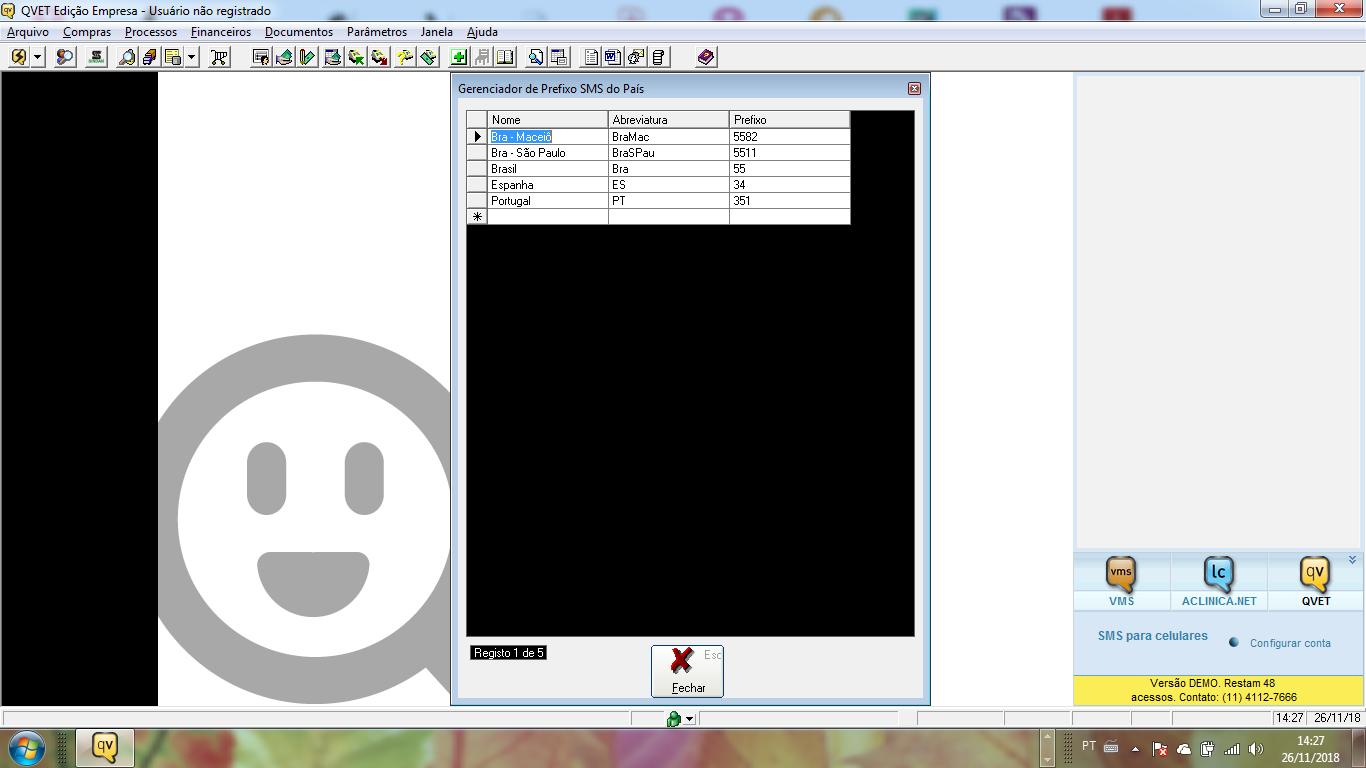 QVET Edição Empresa - Usuário não registrado
Arquivo Compras Processos Financeiros Documentos Parâmetros Janela Ajuda
Gerenciador de Prefixo SMS do País
Nome Abreviatura Prefixo
Bra - Maceió BraMac 5582
Bra - São Paulo BraSPau 5511
Brasil Bra 55
Espanha ES 34
Portugal PT 351
Registo 1 de 5
Esc
Fechar
vms lc qv
VMS ACLINICA.NET QVET
SMS para celulares Configurar conta
Versão DEMO. Restam 48
acessos. Contato: (11) 4112-7666
14:27 26/11/18
qv
PT
14:27
26/11/2018